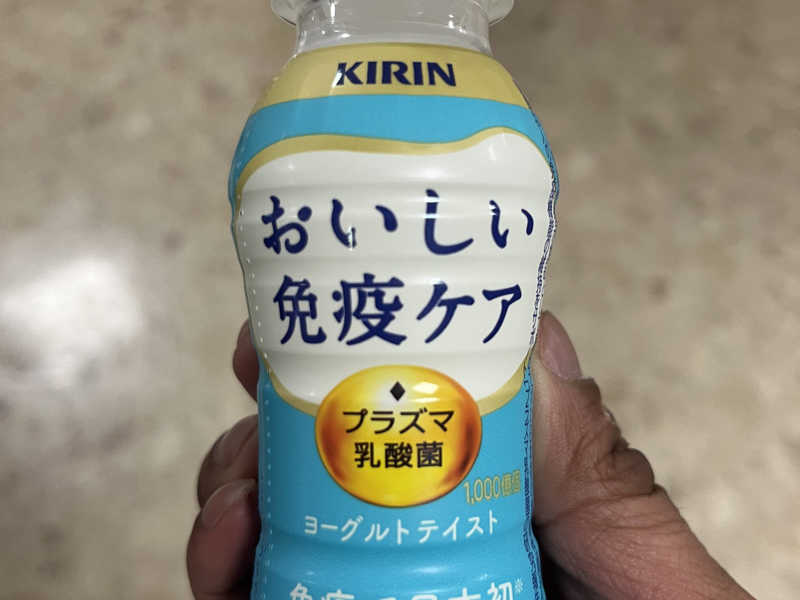 KIRIN
おいしい
免疫ケア
プラズマ
乳酸菌
1,000億個
ヨーグルトテイスト